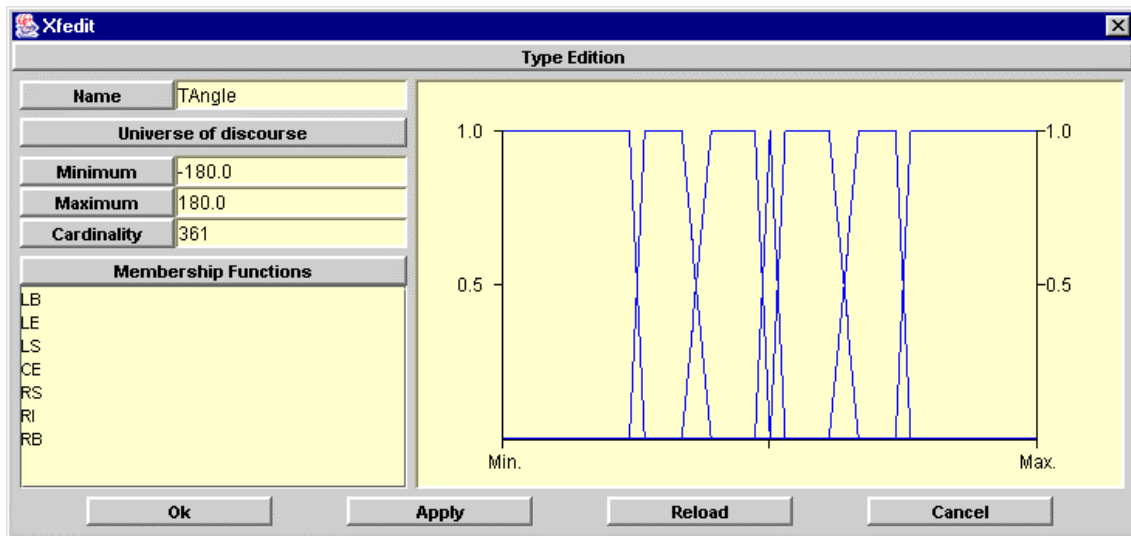 Xfedit
Type Edition
Name TAngle
Universe of discourse
Minimum -180.0
Maximum 180.0
Cardinality 361
Membership Functions
LB
LE
LS
CE
RS
RI
RB
1.0 1.0
0.5 0.5
Min. Max.
Ok Apply Reload Cancel